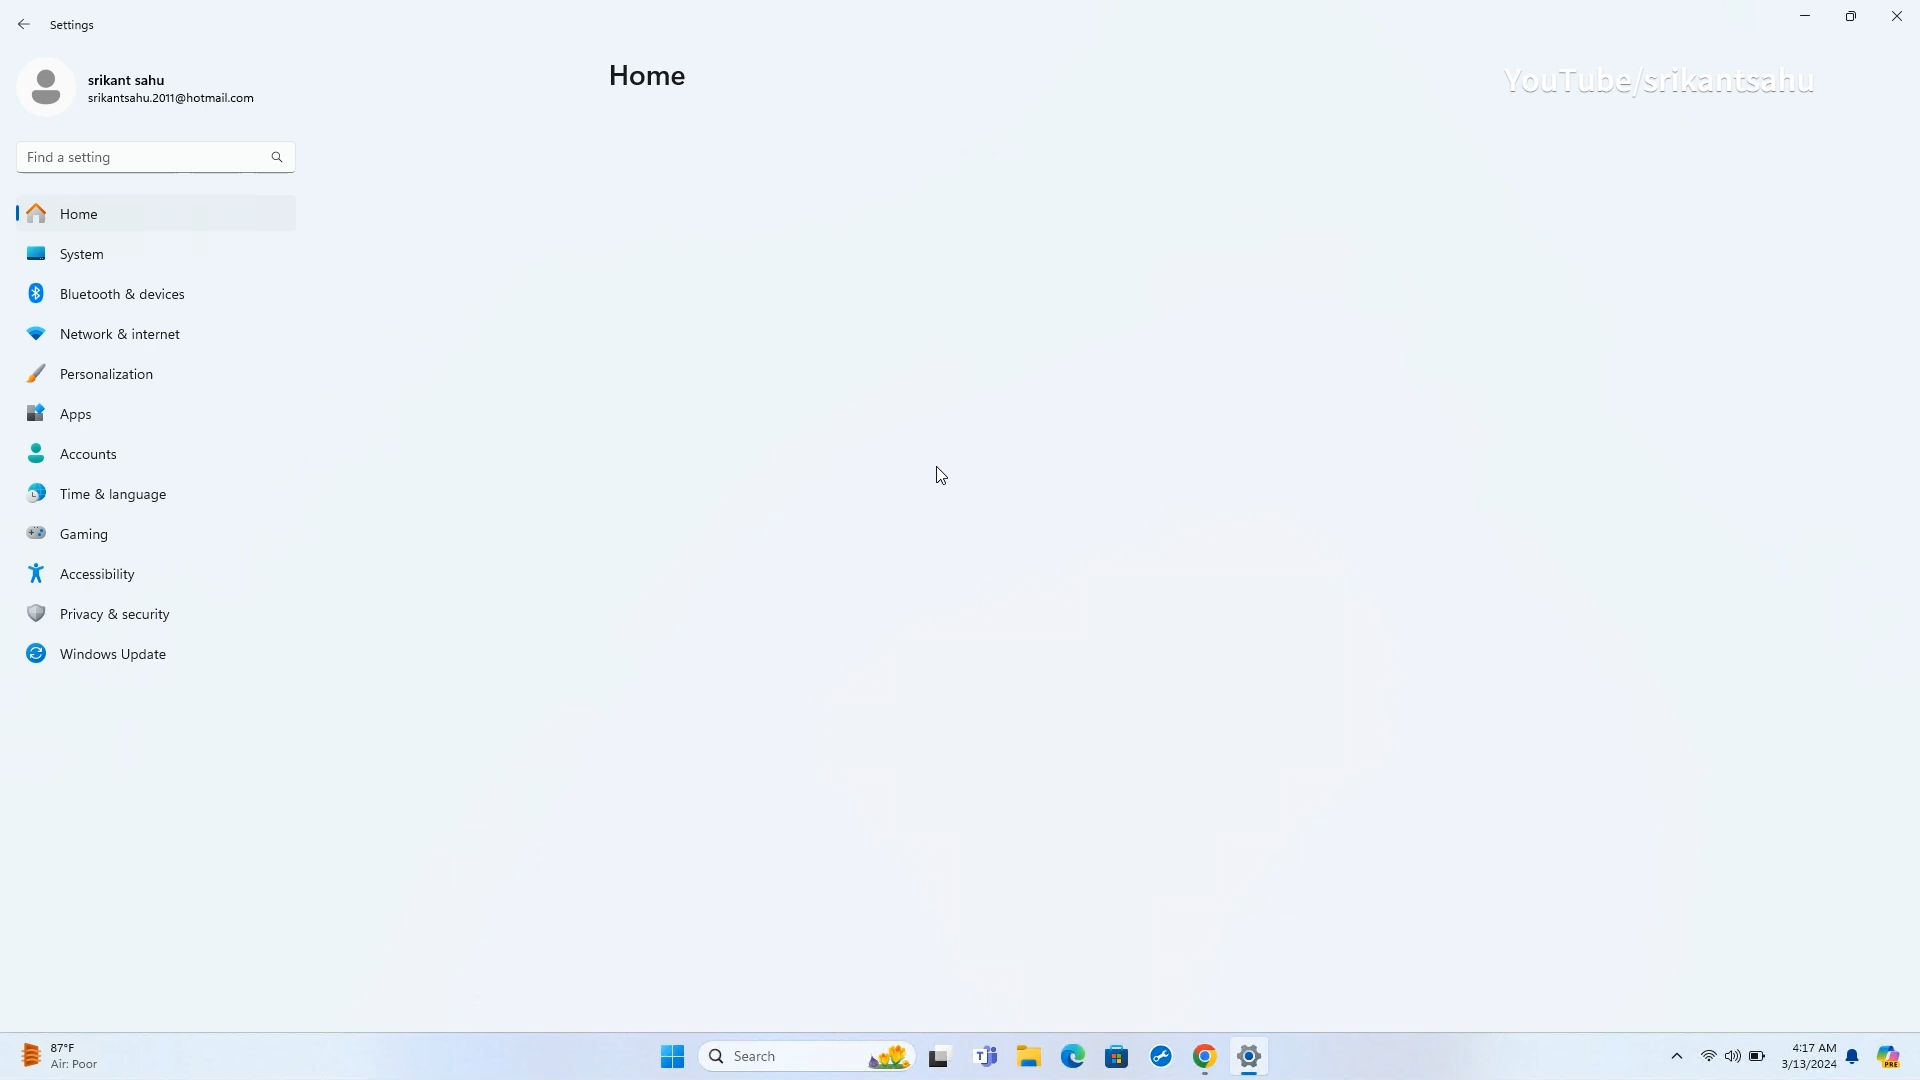 Settings
srikant sahu
srikantsahu.2011@hotmail.com
Home
YouTube/srikantsahu
Find a setting
Home
System
Bluetooth & devices
Network & internet
Personalization
Apps
Accounts
Time & language
Gaming
Accessibility
Privacy & security
Windows Update
87°F
Air: Poor
Search
4:17 AM
3/13/2024
PRE